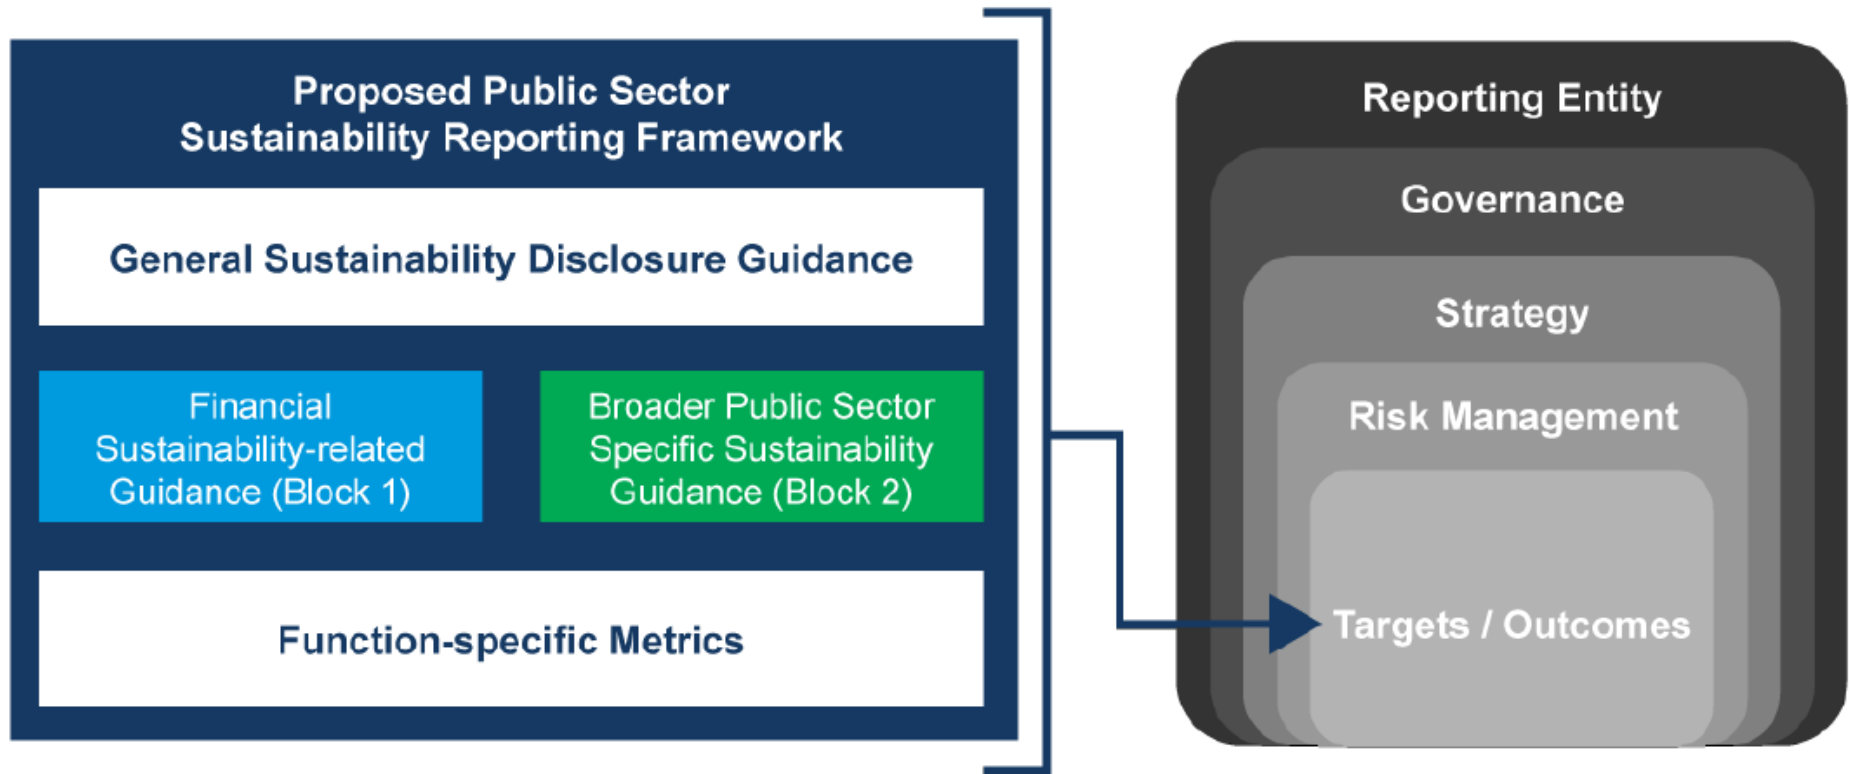 Proposed Public Sector
Sustainability Reporting Framework
General Sustainability Disclosure Guidance
Financial
Sustainability-related
Guidance (Block 1)
Broader Public Sector
Specific Sustainability
Guidance (Block 2)
Function-specific Metrics
Reporting Entity
Governance
Strategy
Risk Management
Targets / Outcomes